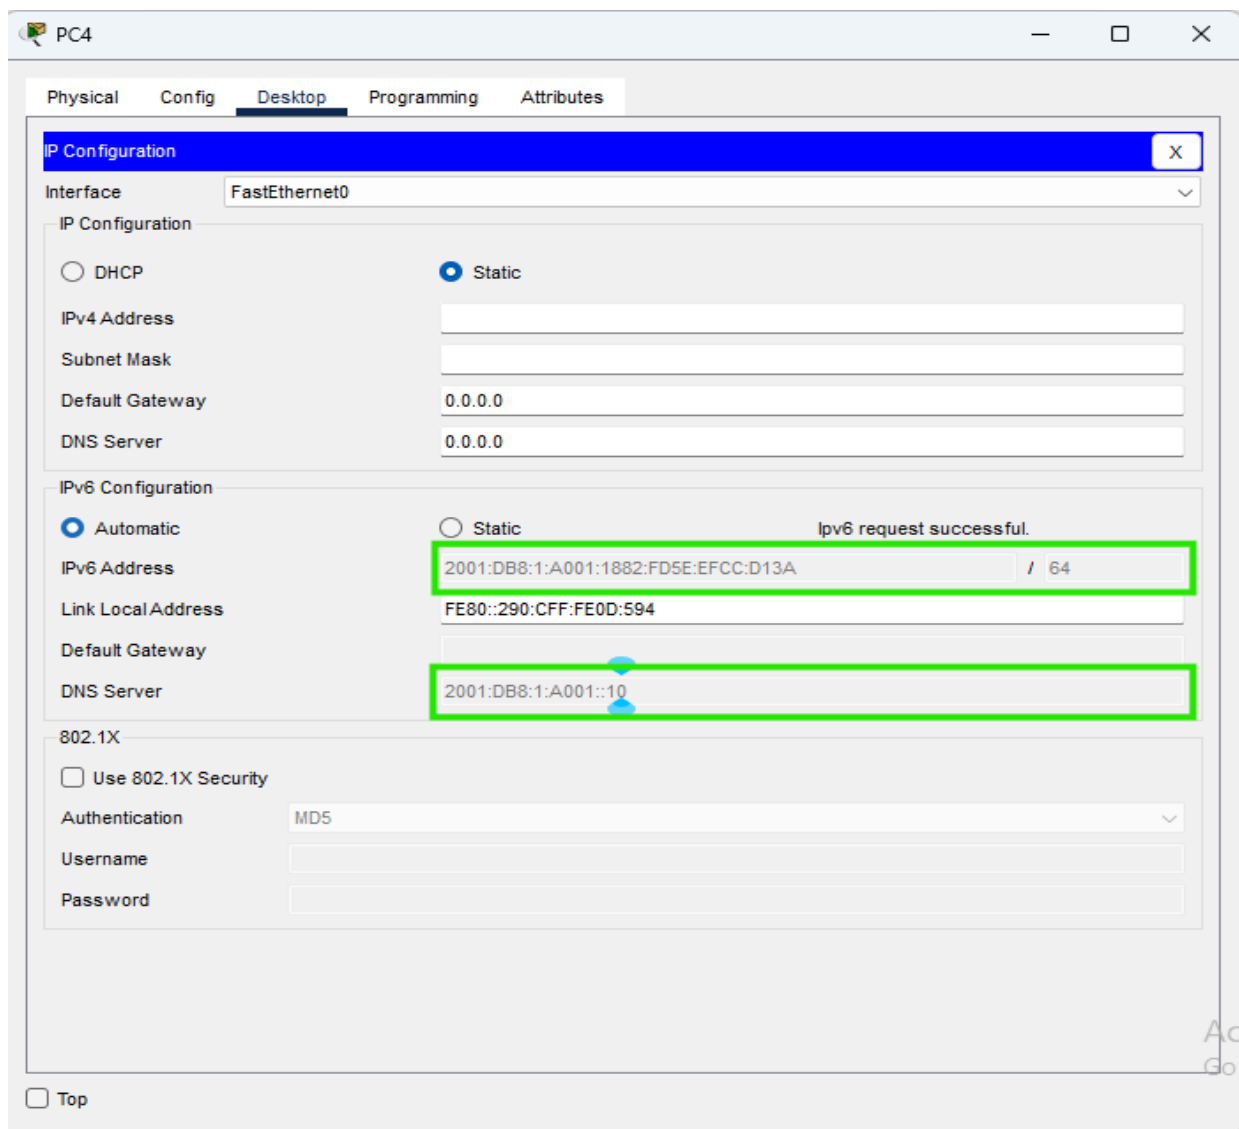 PC4
Physical Config Desktop Programming Attributes
IP Configuration X
Interface FastEthernet0
IP Configuration
DHCP Static
IPv4 Address
Subnet Mask
Default Gateway 0.0.0.0
DNS Server 0.0.0.0
IPv6 Configuration
Automatic Static Ipv6 request successful.
IPv6 Address 2001:DB8:1:A001:1882:FD5E:EFCC:D13A / 64
Link Local Address FE80::290:CFF:FE0D:594
Default Gateway
DNS Server 2001:DB8:1:A001::10
802.1X
Use 802.1X Security
Authentication MD5
Username
Password
Ac
Go
Top